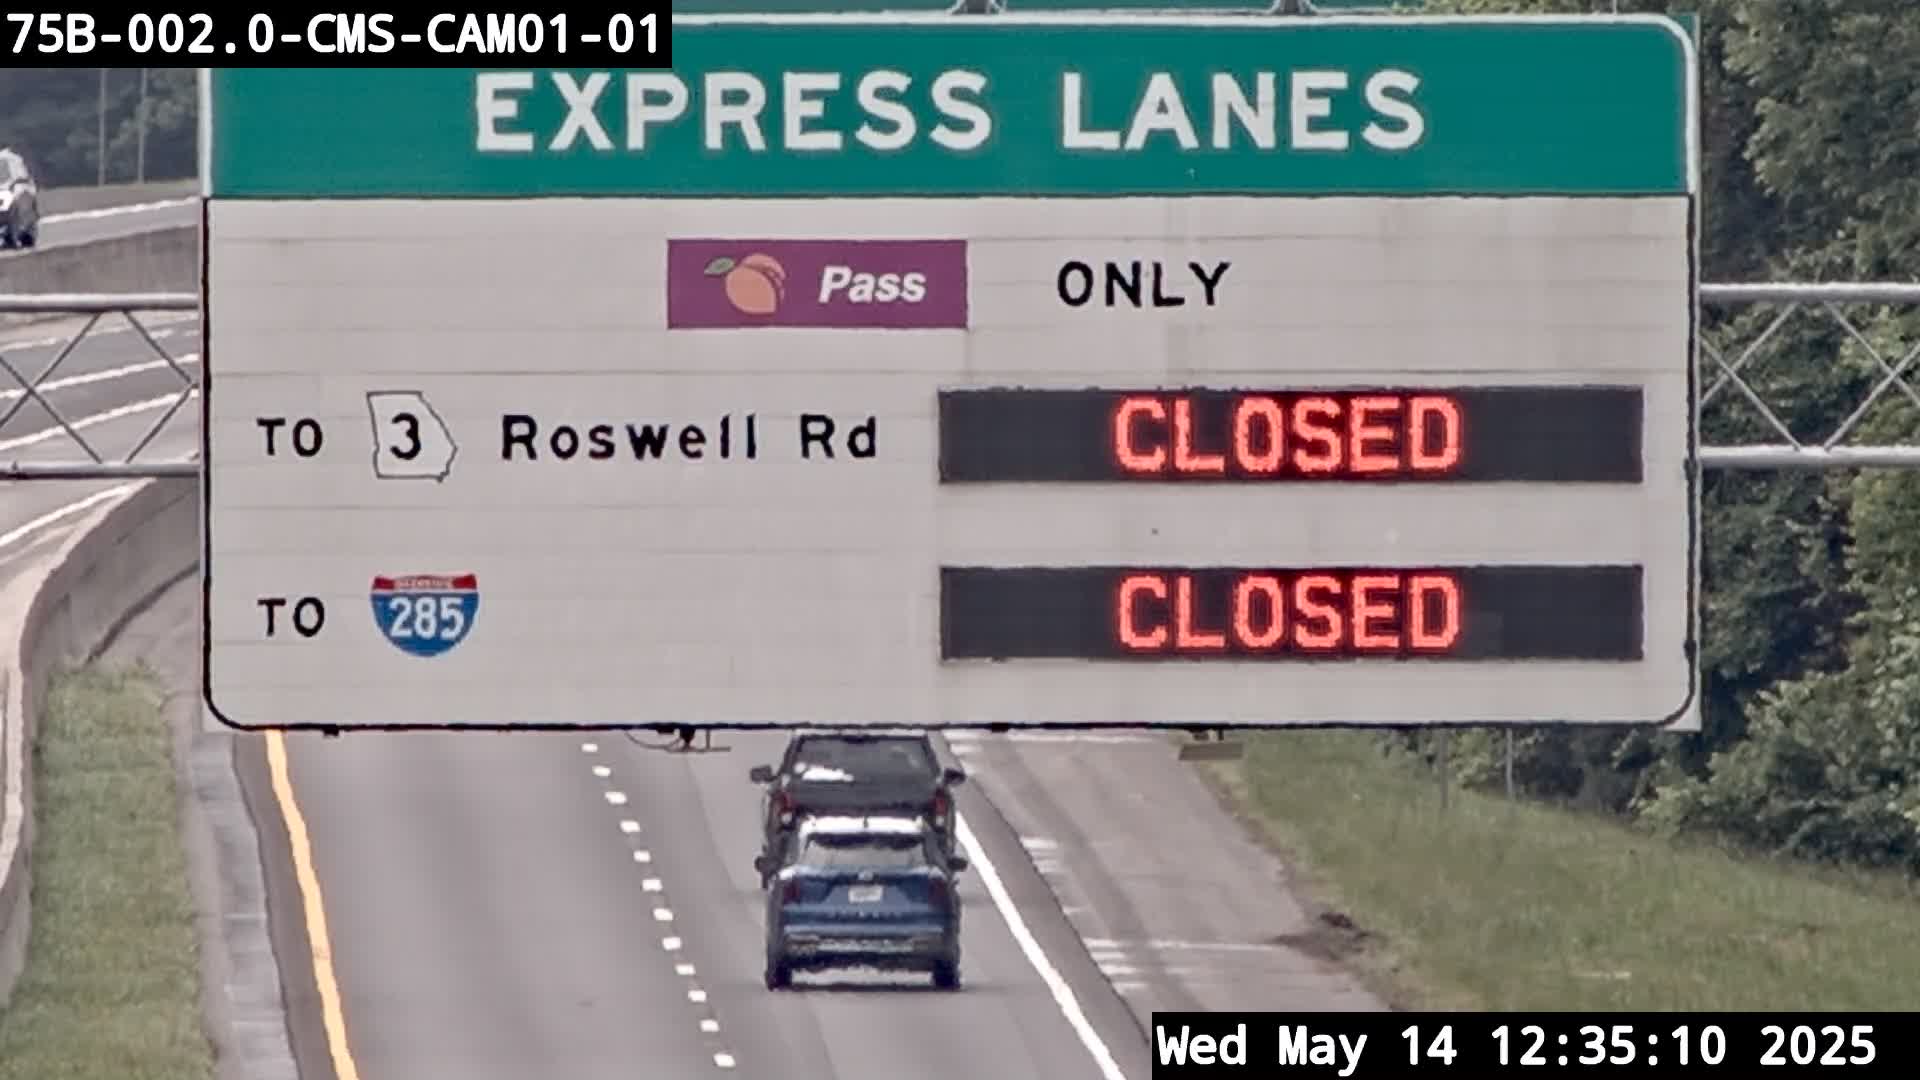 75B-002.0-CMS-CAM01-01
EXPRESS LANES
Pass ONLY
TO 3 Roswell Rd CLOSED
TO 285 CLOSED
Wed May 14 12:35:10 2025